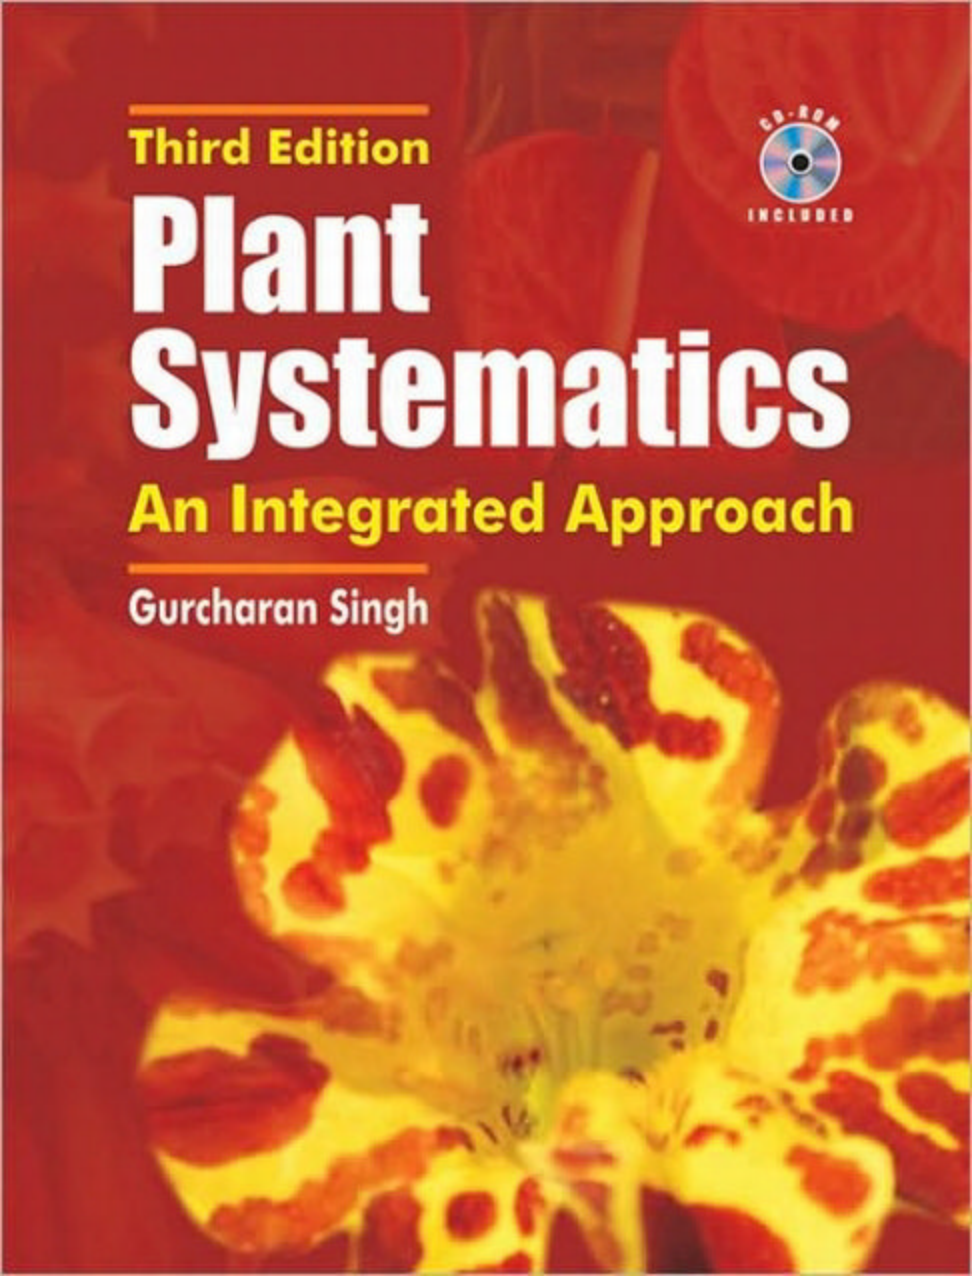 Third Edition
CD-ROM
INCLUDED
Plant
Systematics
An Integrated Approach
Gurcharan Singh